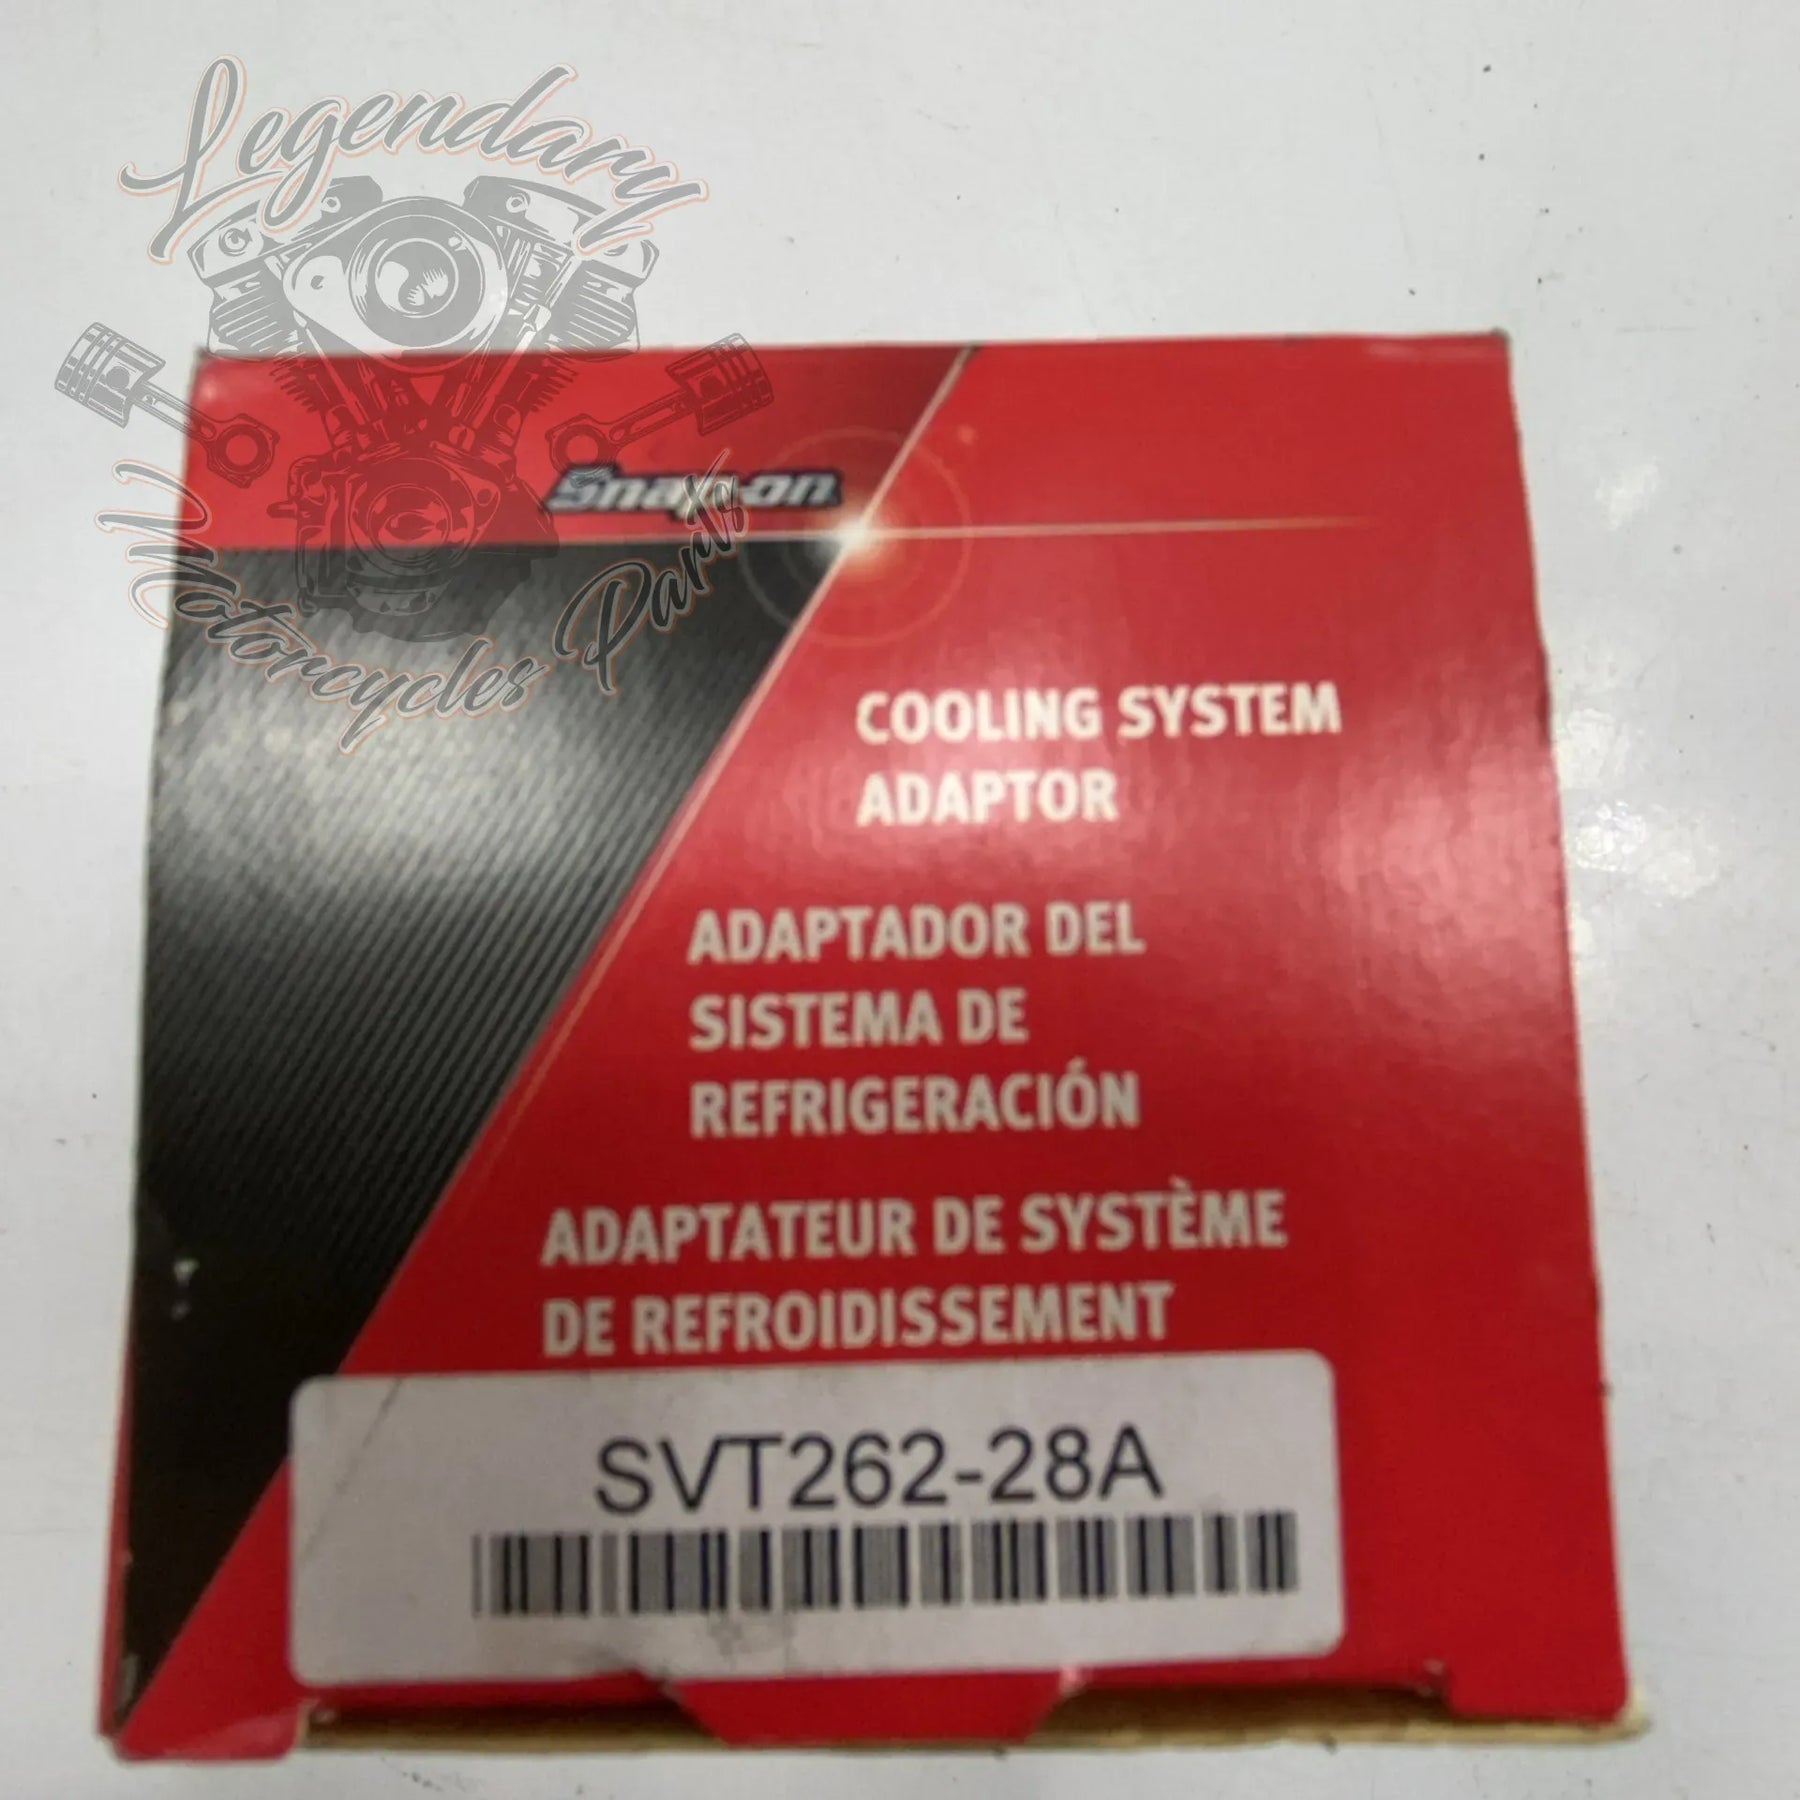 Legendary
Motorcycles Parts
Snap-on
COOLING SYSTEM
ADAPTOR
ADAPTADOR DEL
SISTEMA DE
REFRIGERACIÓN
ADAPTATEUR DE SYSTÈME
DE REFROIDISSEMENT
SVT262-28A